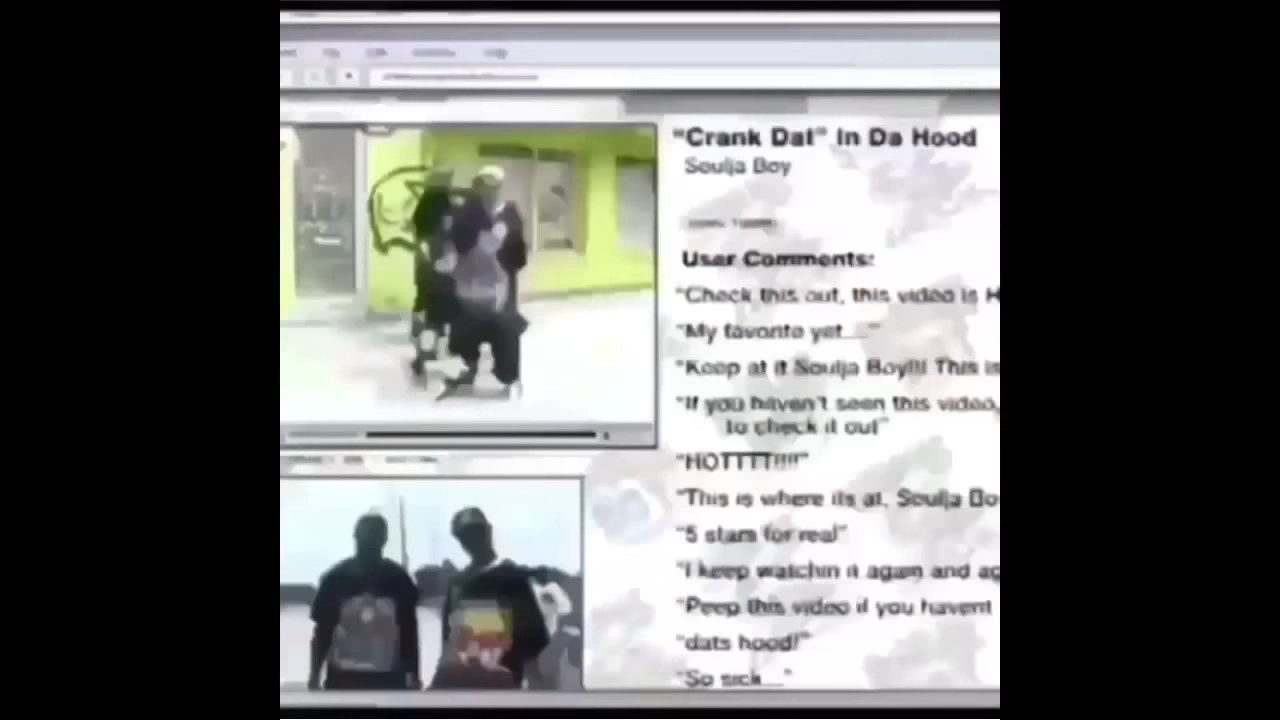 "Crank Dat" In Da Hood
Soulja Boy
User Comments:
"Check this out, this video is H
"My favorite yet....."
"Keep at it Soulja Boy!!! This is
"If you haven't seen this video,
to check it out"
"HOTTTT!!!!"
"This is where its at, Soulja Bo
"5 stars for real"
"I keep watchin it again and ag
"Peep this video if you havent
"dats hood!"
"So sick....."